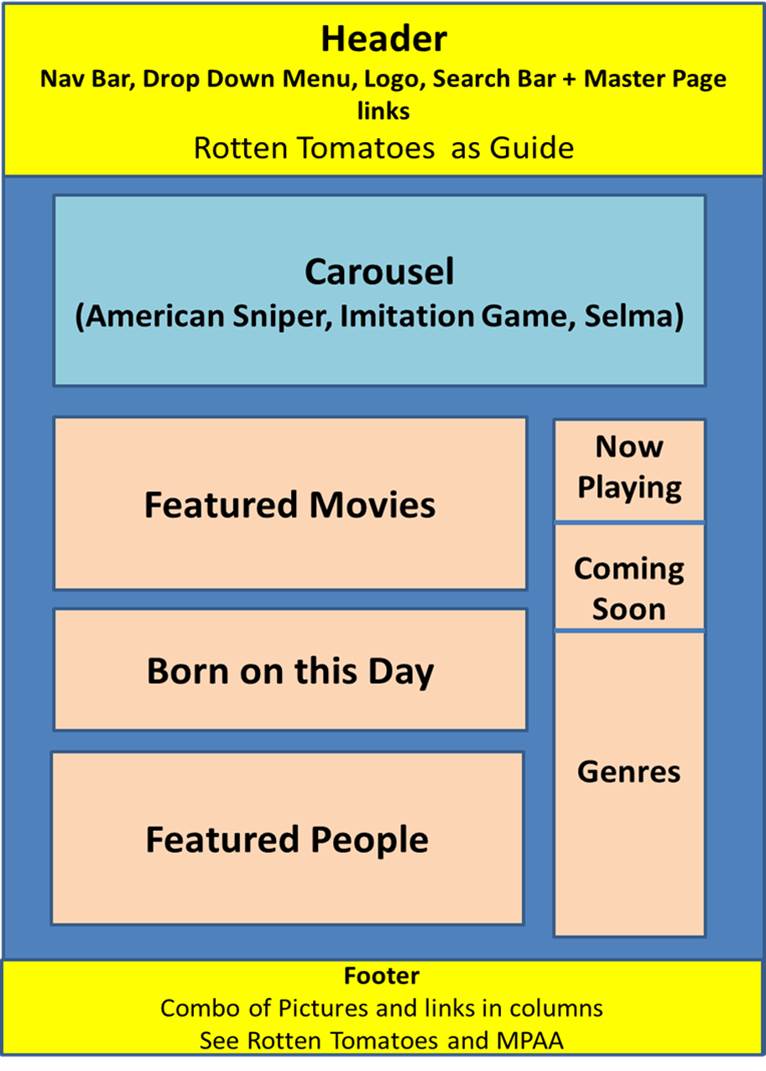 Header
Nav Bar, Drop Down Menu, Logo, Search Bar + Master Page
links
Rotten Tomatoes as Guide
Carousel
(American Sniper, Imitation Game, Selma)
Featured Movies
Born on this Day
Featured People
Now
Playing
Coming
Soon
Genres
Footer
Combo of Pictures and links in columns
See Rotten Tomatoes and MPAA